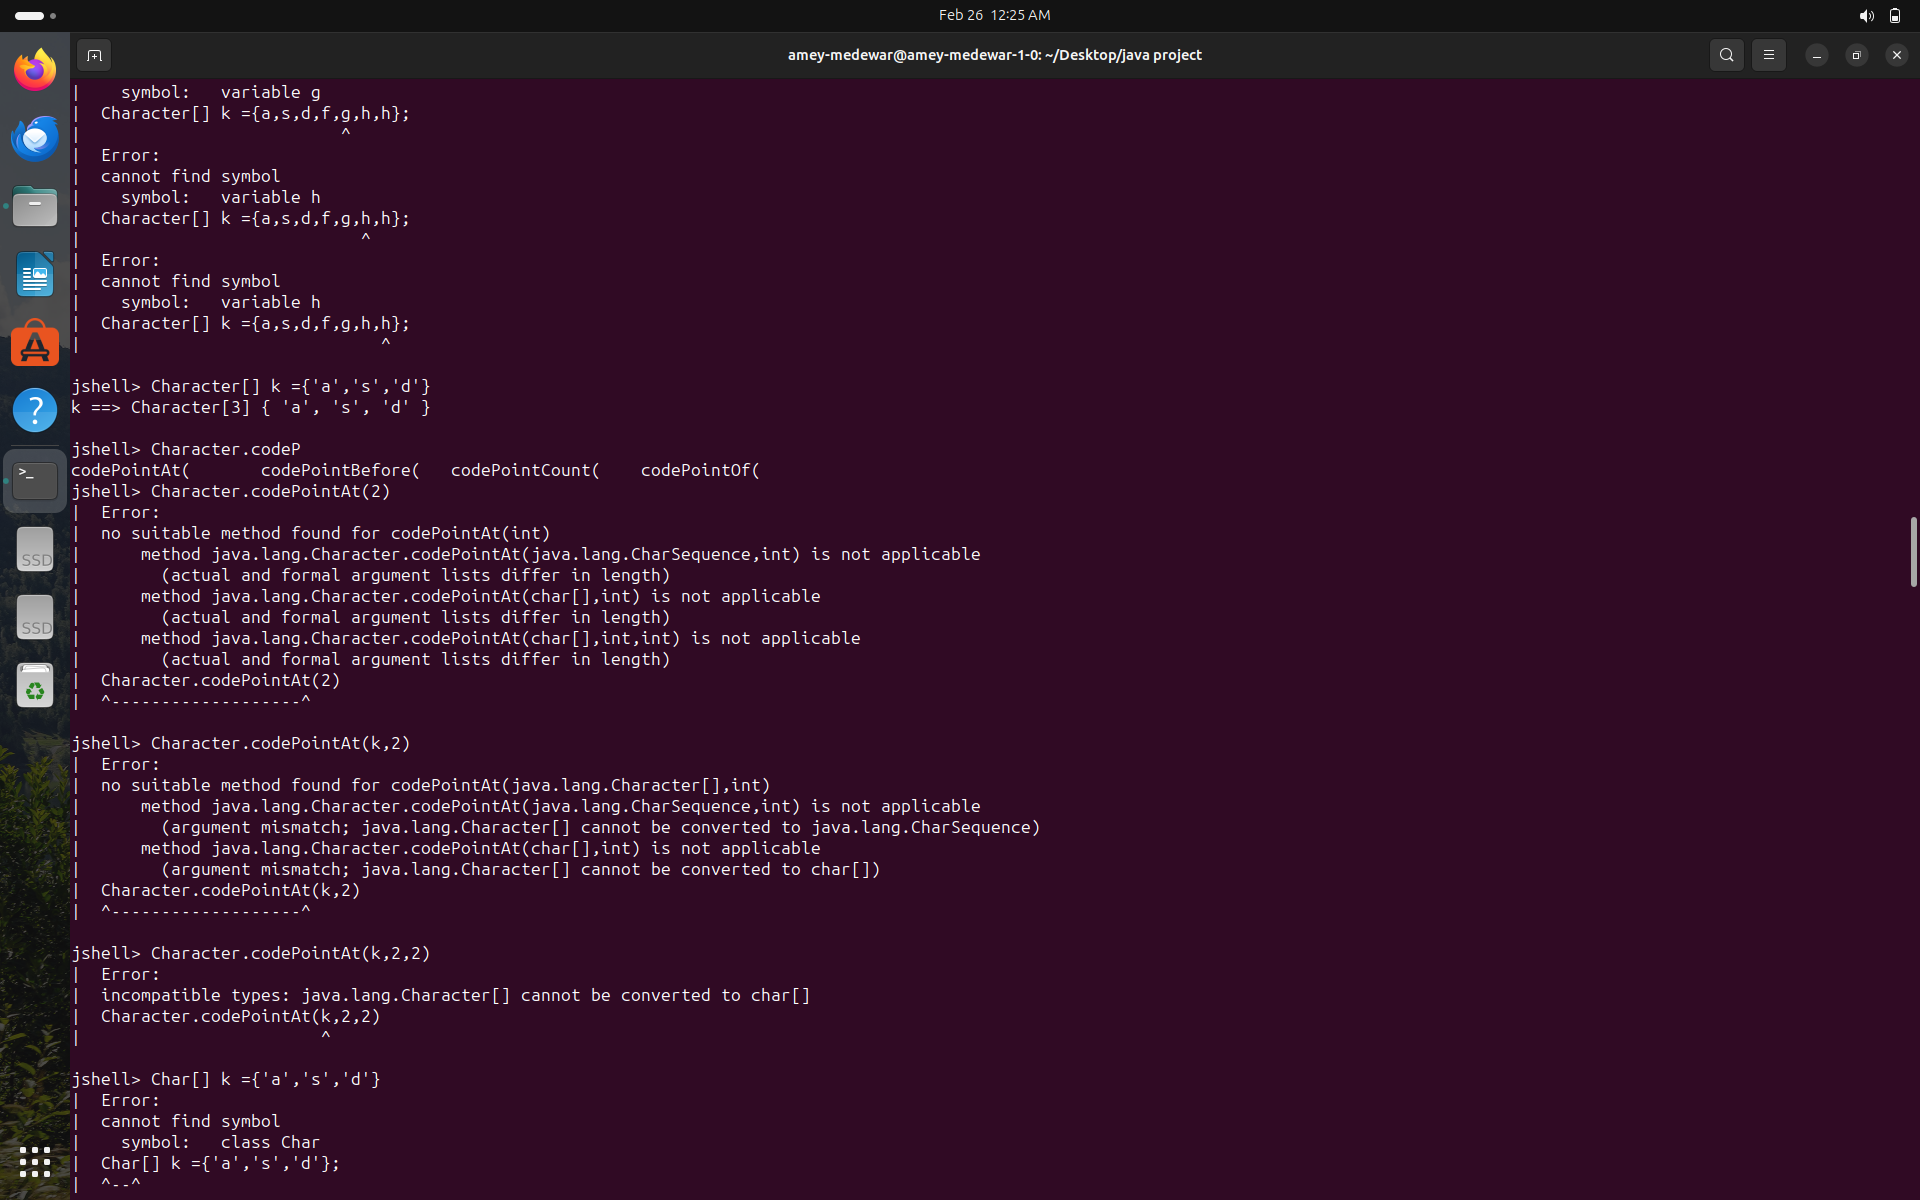 Feb 26  12:25 AM
amey-medewar@amey-medewar-1-0: ~/Desktop/java project
|    symbol:   variable g
|  Character[] k ={a,s,d,f,g,h,h};
|                          ^
|  Error:
|  cannot find symbol
|    symbol:   variable h
|  Character[] k ={a,s,d,f,g,h,h};
|                            ^
|  Error:
|  cannot find symbol
|    symbol:   variable h
|  Character[] k ={a,s,d,f,g,h,h};
|                              ^
jshell> Character[] k ={'a','s','d'}
k ==> Character[3] { 'a', 's', 'd' }
jshell> Character.codeP
codePointAt(       codePointBefore(   codePointCount(    codePointOf(
jshell> Character.codePointAt(2)
|  Error:
|  no suitable method found for codePointAt(int)
|      method java.lang.Character.codePointAt(java.lang.CharSequence,int) is not applicable
|        (actual and formal argument lists differ in length)
|      method java.lang.Character.codePointAt(char[],int) is not applicable
|        (actual and formal argument lists differ in length)
|      method java.lang.Character.codePointAt(char[],int,int) is not applicable
|        (actual and formal argument lists differ in length)
|  Character.codePointAt(2)
|  ^-------------------^
jshell> Character.codePointAt(k,2)
|  Error:
|  no suitable method found for codePointAt(java.lang.Character[],int)
|      method java.lang.Character.codePointAt(java.lang.CharSequence,int) is not applicable
|        (argument mismatch; java.lang.Character[] cannot be converted to java.lang.CharSequence)
|      method java.lang.Character.codePointAt(char[],int) is not applicable
|        (argument mismatch; java.lang.Character[] cannot be converted to char[])
|  Character.codePointAt(k,2)
|  ^-------------------^
jshell> Character.codePointAt(k,2,2)
|  Error:
|  incompatible types: java.lang.Character[] cannot be converted to char[]
|  Character.codePointAt(k,2,2)
|                        ^
jshell> Char[] k ={'a','s','d'}
|  Error:
|  cannot find symbol
|    symbol:   class Char
|  Char[] k ={'a','s','d'};
|  ^--^
SSD
SSD